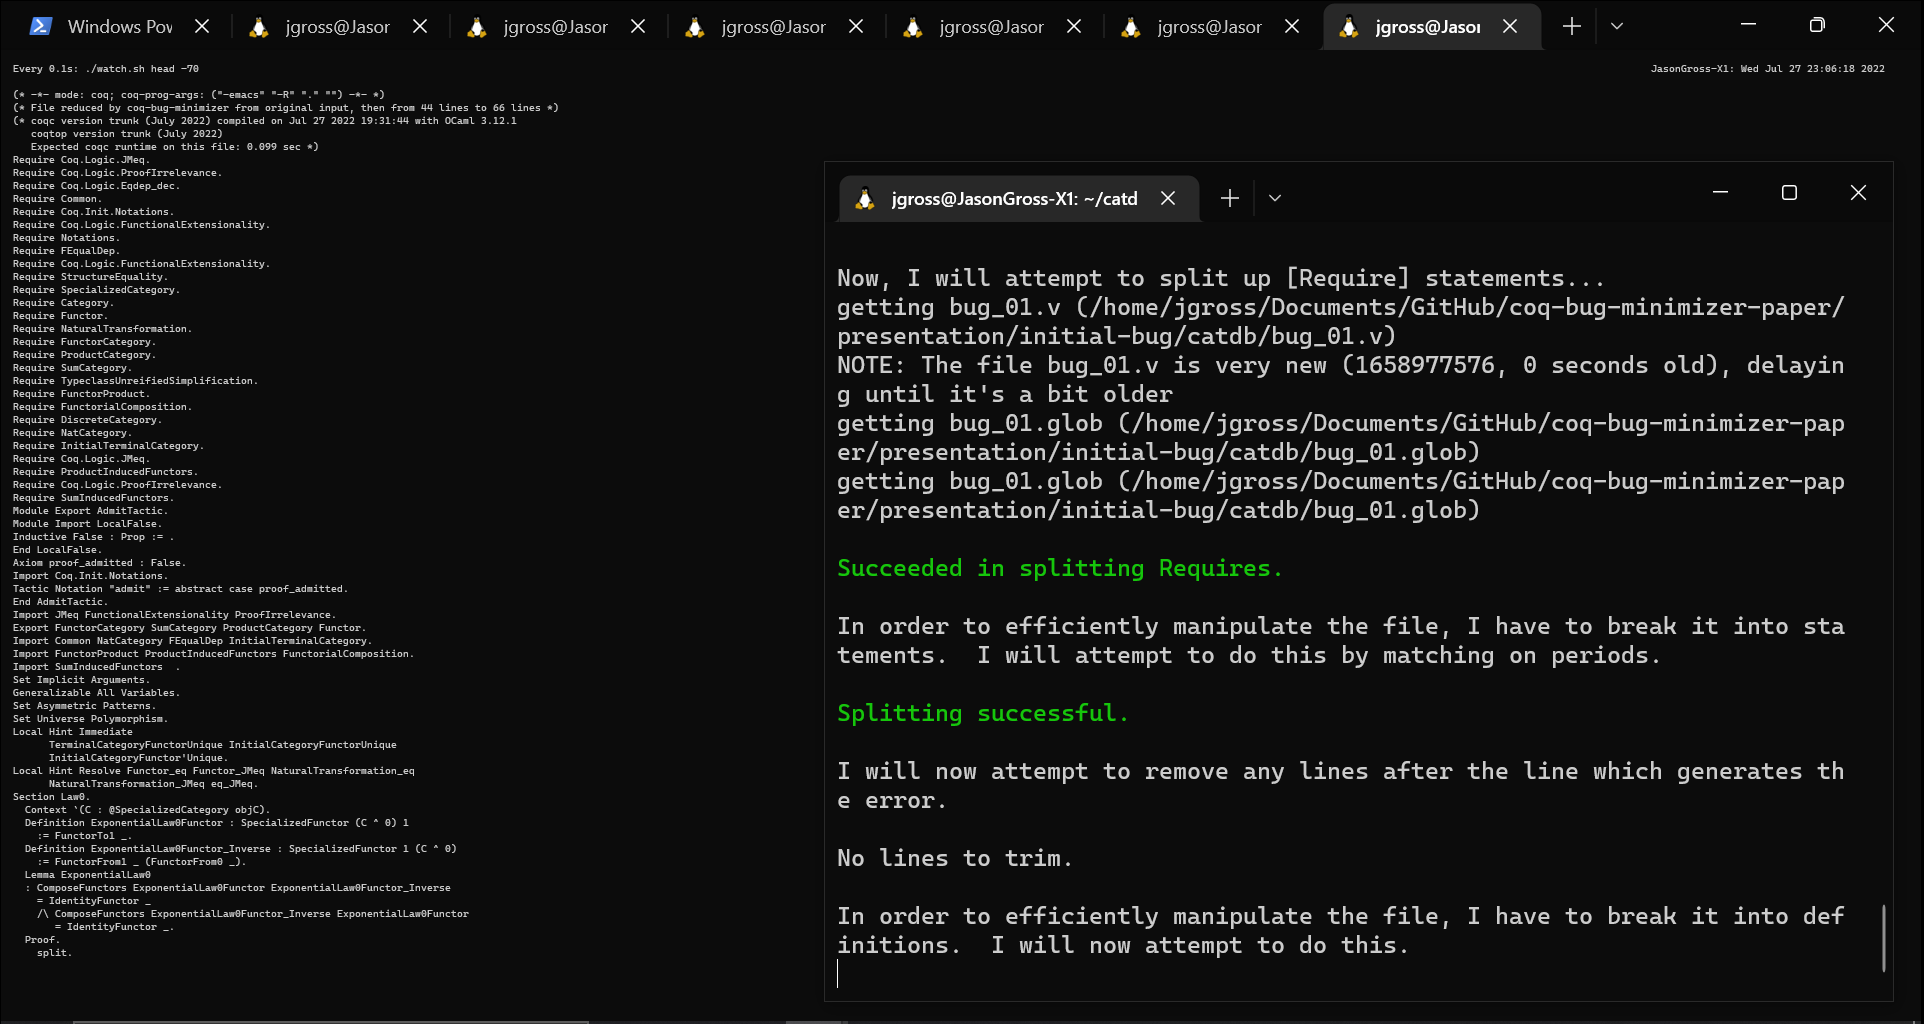 Windows Pov
jgross@Jasor
jgross@Jasor
jgross@Jasor
jgross@Jasor
jgross@Jasor
jgross@Jasor
Every 0.1s: ./watch.sh head -70
JasonGross-X1: Wed Jul 27 23:06:18 2022
(* -*- mode: coq; coq-prog-args: ("-emacs" "-R" "." "") -*- *)
(* File reduced by coq-bug-minimizer from original input, then from 44 lines to 66 lines *)
(* coqc version trunk (July 2022) compiled on Jul 27 2022 19:31:44 with OCaml 3.12.1
   coqtop version trunk (July 2022)
   Expected coqc runtime on this file: 0.099 sec *)
Require Coq.Logic.JMeq.
Require Coq.Logic.ProofIrrelevance.
Require Coq.Logic.Eqdep_dec.
Require Common.
Require Coq.Init.Notations.
Require Coq.Logic.FunctionalExtensionality.
Require Notations.
Require FEqualDep.
Require Coq.Logic.FunctionalExtensionality.
Require StructureEquality.
Require SpecializedCategory.
Require Category.
Require Functor.
Require NaturalTransformation.
Require FunctorCategory.
Require ProductCategory.
Require SumCategory.
Require TypeclassUnreifiedSimplification.
Require FunctorProduct.
Require FunctorialComposition.
Require DiscreteCategory.
Require NatCategory.
Require InitialTerminalCategory.
Require Coq.Logic.JMeq.
Require ProductInducedFunctors.
Require Coq.Logic.ProofIrrelevance.
Require SumInducedFunctors.
Module Export AdmitTactic.
Module Import LocalFalse.
Inductive False : Prop := .
End LocalFalse.
Axiom proof_admitted : False.
Import Coq.Init.Notations.
Tactic Notation "admit" := abstract case proof_admitted.
End AdmitTactic.
Import JMeq FunctionalExtensionality ProofIrrelevance.
Export FunctorCategory SumCategory ProductCategory Functor.
Import Common NatCategory FEqualDep InitialTerminalCategory.
Import FunctorProduct ProductInducedFunctors FunctorialComposition.
Import SumInducedFunctors  .
Set Implicit Arguments.
Generalizable All Variables.
Set Asymmetric Patterns.
Set Universe Polymorphism.
Local Hint Immediate
      TerminalCategoryFunctorUnique InitialCategoryFunctorUnique
      InitialCategoryFunctor'Unique.
Local Hint Resolve Functor_eq Functor_JMeq NaturalTransformation_eq
      NaturalTransformation_JMeq eq_JMeq.
Section Law0.
  Context `(C : @SpecializedCategory objC).
  Definition ExponentialLaw0Functor : SpecializedFunctor (C ^ 0) 1
    := FunctorTo1 _.
  Definition ExponentialLaw0Functor_Inverse : SpecializedFunctor 1 (C ^ 0)
    := FunctorFrom1 _ (FunctorFrom0 _).
  Lemma ExponentialLaw0
  : ComposeFunctors ExponentialLaw0Functor ExponentialLaw0Functor_Inverse
    = IdentityFunctor _
    /\ ComposeFunctors ExponentialLaw0Functor_Inverse ExponentialLaw0Functor
       = IdentityFunctor _.
  Proof.
    split.
jgross@JasonGross-X1: ~/catd
Now, I will attempt to split up [Require] statements...
getting bug_01.v (/home/jgross/Documents/GitHub/coq-bug-minimizer-paper/
presentation/initial-bug/catdb/bug_01.v)
NOTE: The file bug_01.v is very new (1658977576, 0 seconds old), delayin
g until it's a bit older
getting bug_01.glob (/home/jgross/Documents/GitHub/coq-bug-minimizer-pap
er/presentation/initial-bug/catdb/bug_01.glob)
getting bug_01.glob (/home/jgross/Documents/GitHub/coq-bug-minimizer-pap
er/presentation/initial-bug/catdb/bug_01.glob)
Succeeded in splitting Requires.
In order to efficiently manipulate the file, I have to break it into sta
tements.  I will attempt to do this by matching on periods.
Splitting successful.
I will now attempt to remove any lines after the line which generates th
e error.
No lines to trim.
In order to efficiently manipulate the file, I have to break it into def
initions.  I will now attempt to do this.